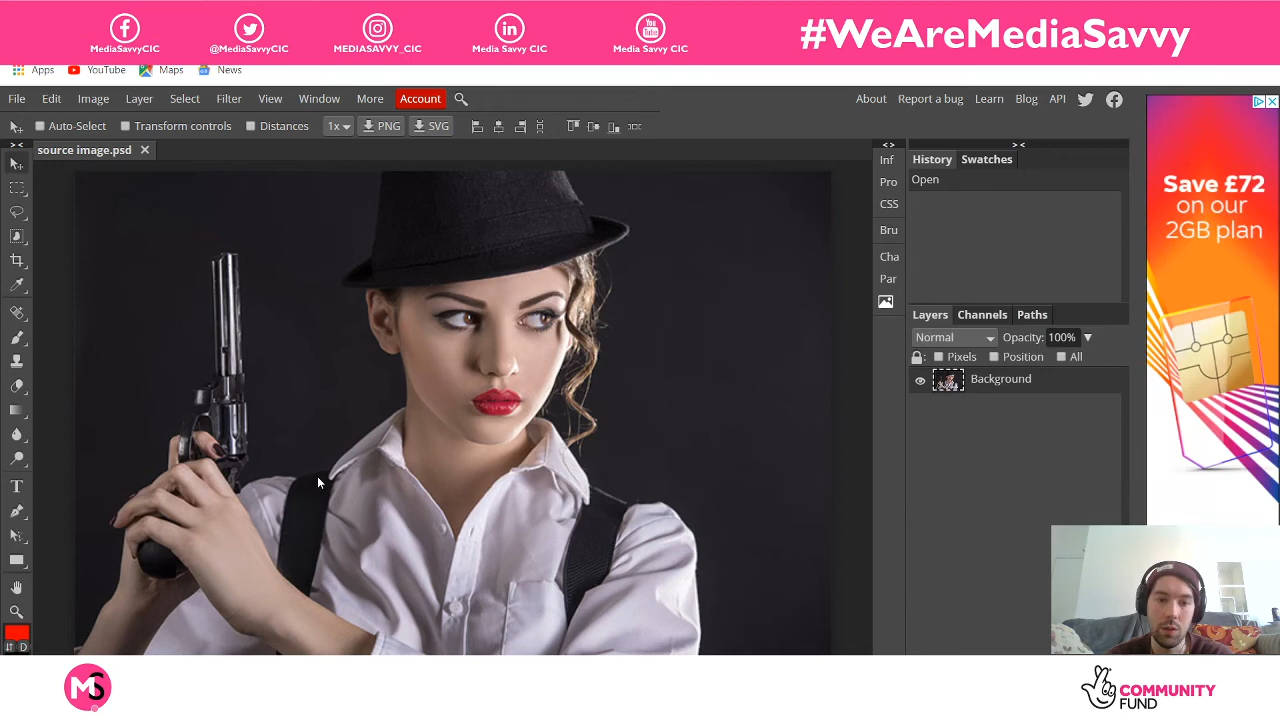 MediaSavvyCIC
@MediaSavvyCIC
MEDIASAVVY_CIC
Media Savvy CIC
You
Tube
Media Savvy CIC
#WeAreMediaSavvy
Apps YouTube Maps News
File Edit Image Layer Select Filter View Window More Account
About Report a bug Learn Blog API
Auto-Select Transform controls Distances 1x PNG SVG
> < <> > <
source image.psd
Inf
Pro
CSS
Bru
Cha
Par
History Swatches
Open
Layers Channels Paths
Normal Opacity: 100%
Pixels Position All
Background
Save £72
on our
2GB plan
T
D
MS
COMMUNITY
FUND